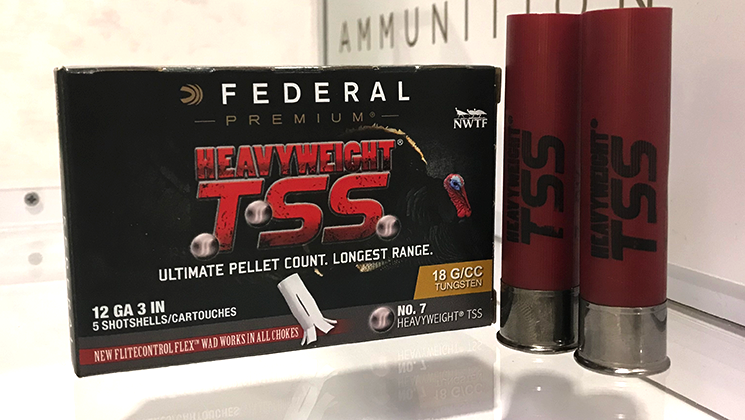 AMMUNITION
FEDERAL
PREMIUM®
NWTF
HEAVYWEIGHT®
TSS
ULTIMATE PELLET COUNT. LONGEST RANGE.
18 G/CC
TUNGSTEN
12 GA 3 IN
5 SHOTSHELLS/CARTOUCHES
NO. 7
HEAVYWEIGHT® TSS
NEW FLITECONTROL FLEX™ WAD WORKS IN ALL CHOKES
HEAVYWEIGHT®
TSS
HEAVYWEIGHT®
TSS